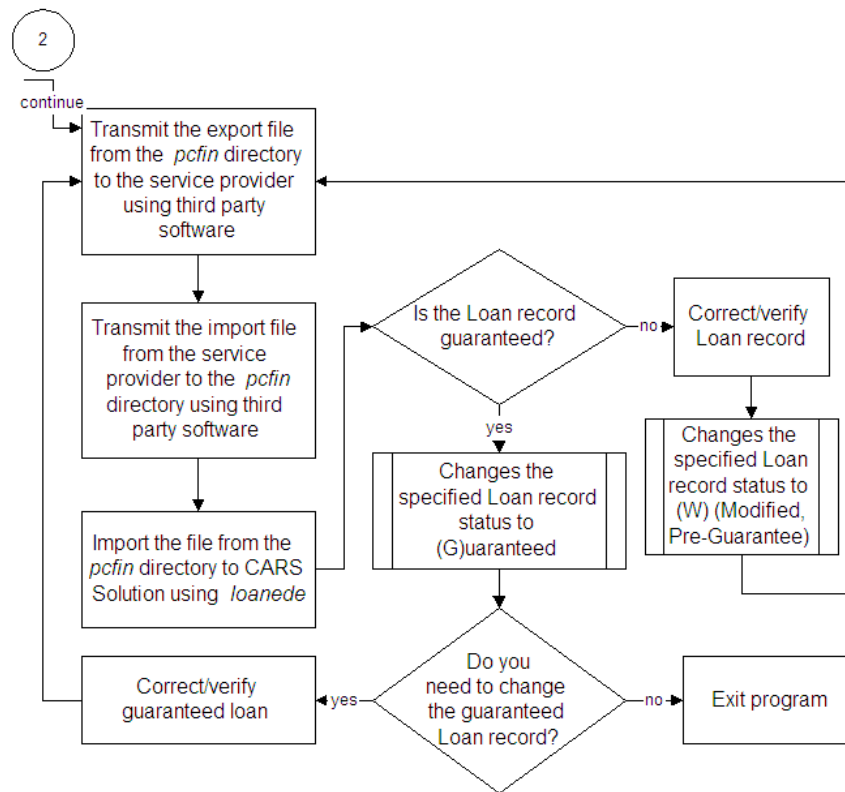 2
continue
Transmit the export file
from the pcfin directory
to the service provider
using third party
software
Transmit the import file
from the service
provider to the pcfin
directory using third
party software
Import the file from the
pcfin directory to CARS
Solution using loanede
Is the Loan record
guaranteed?
no
Correct/verify
Loan record
yes
Changes the
specified Loan
record status to
(W) (Modified,
Pre-Guarantee)
Changes the
specified Loan record
status to
(G)uaranteed
Do you
need to change
the guaranteed
Loan record?
yes
Correct/verify
guaranteed loan
no
Exit program